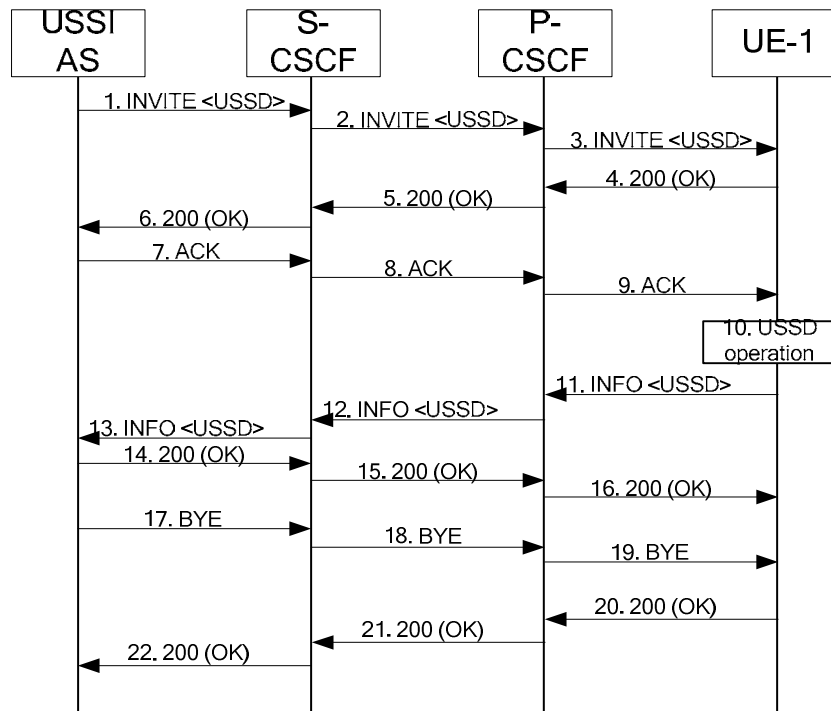 USSI
AS
S-
CSCF
P-
CSCF
UE-1
1. INVITE <USSD>
2. INVITE <USSD>
3. INVITE <USSD>
4. 200 (OK)
5. 200 (OK)
6. 200 (OK)
7. ACK
8. ACK
9. ACK
10. USSD
operation
11. INFO <USSD>
12. INFO <USSD>
13. INFO <USSD>
14. 200 (OK)
15. 200 (OK)
16. 200 (OK)
17. BYE
18. BYE
19. BYE
20. 200 (OK)
21. 200 (OK)
22. 200 (OK)